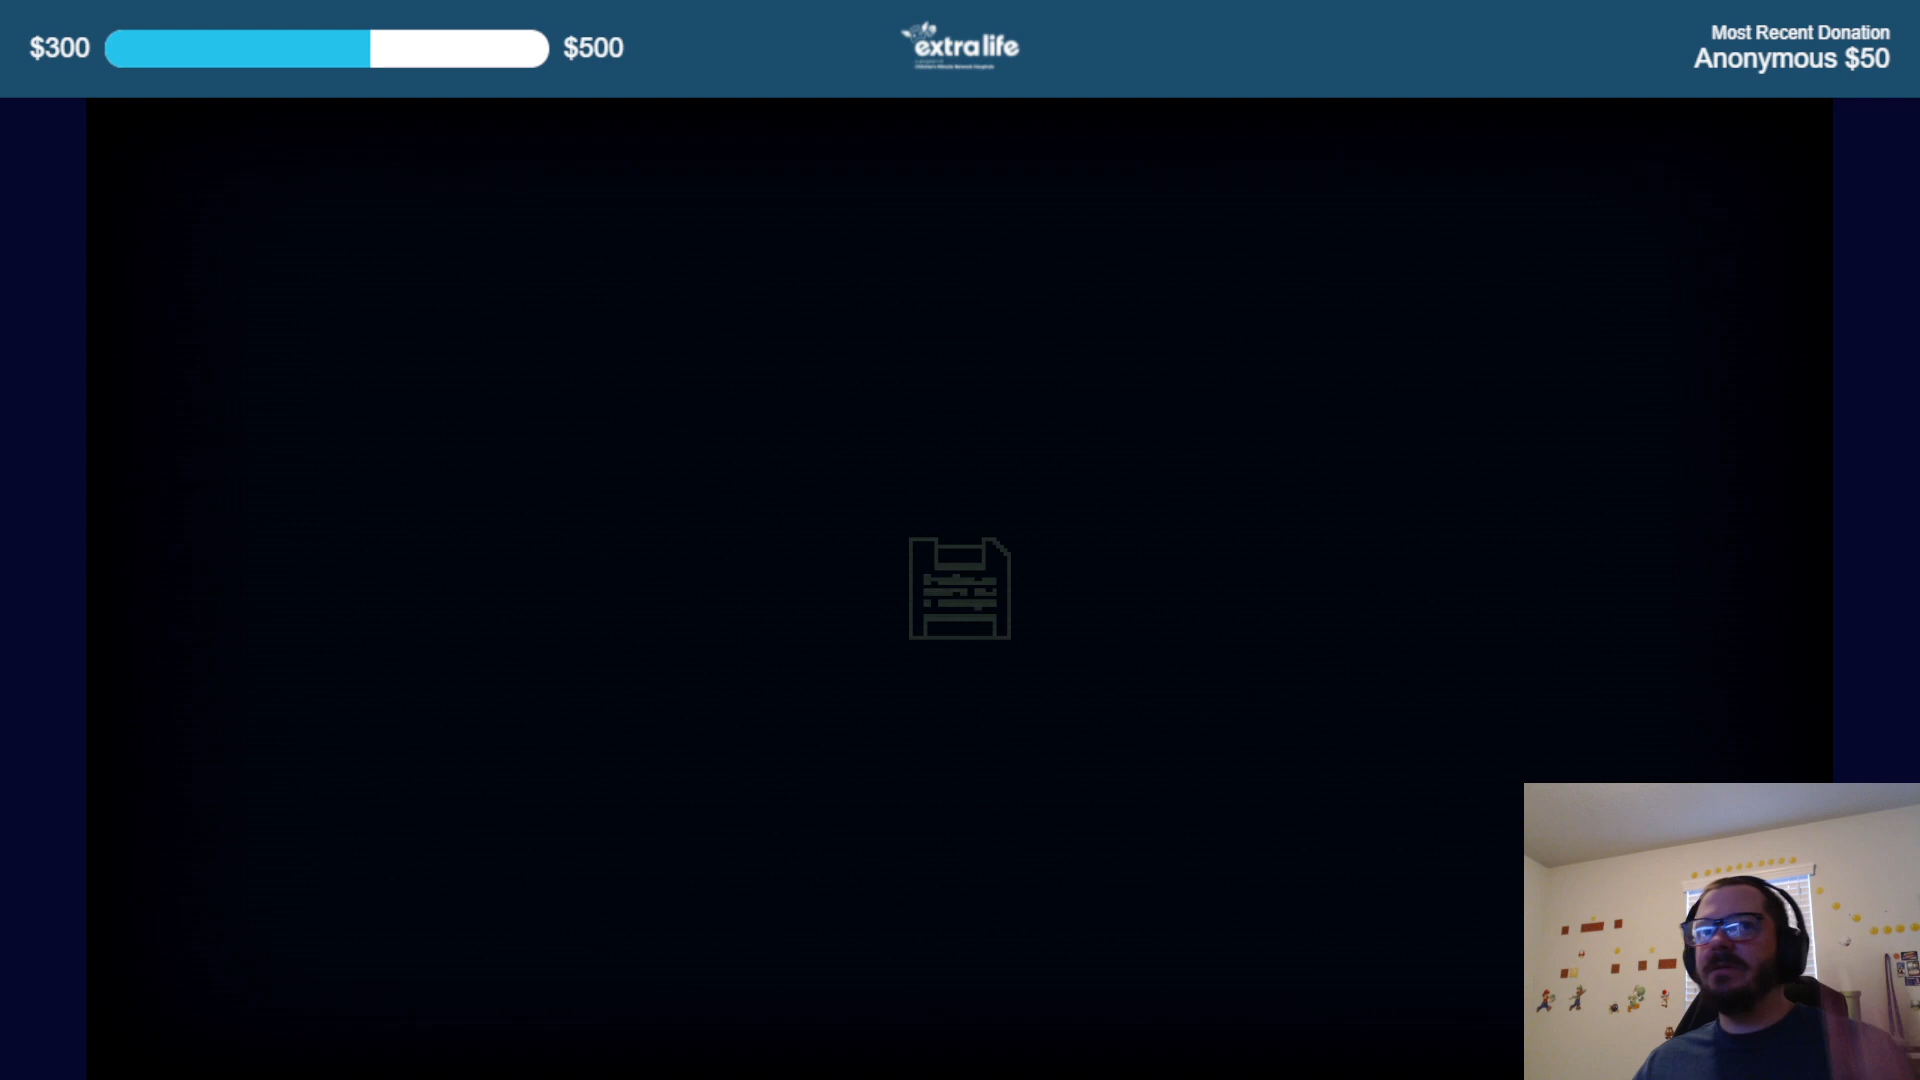 $300
$500
extra life
Most Recent Donation
Anonymous $50